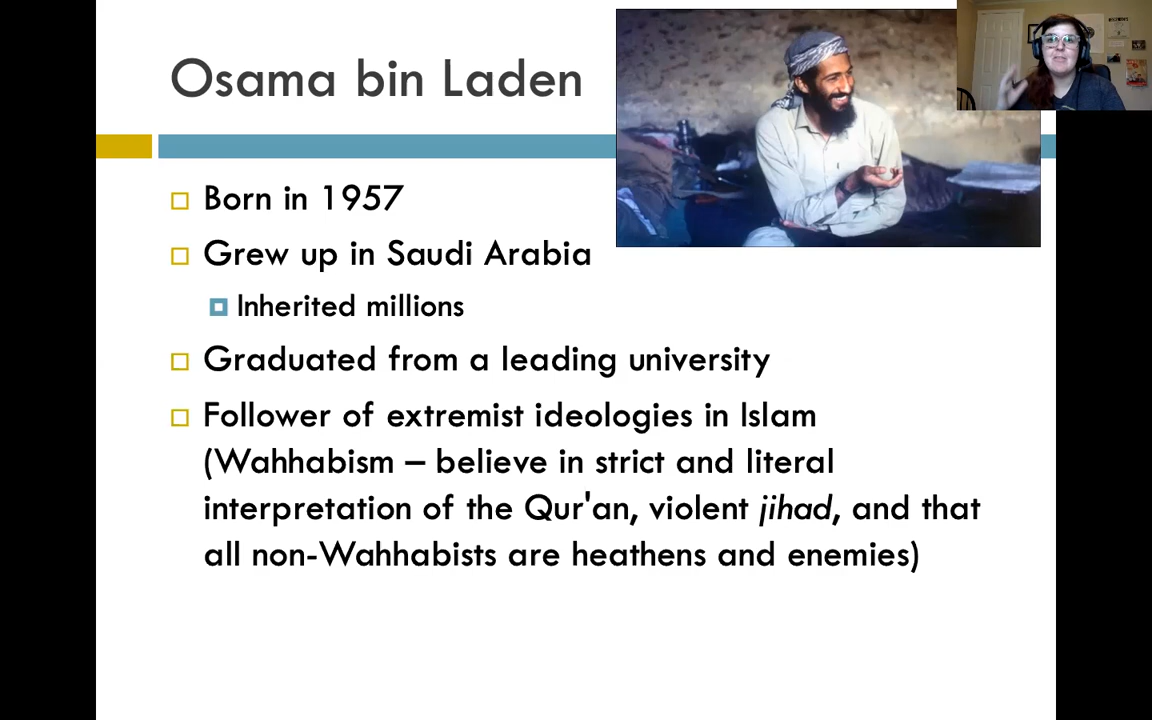 Osama bin Laden
Born in 1957
Grew up in Saudi Arabia
Inherited millions
Graduated from a leading university
Follower of extremist ideologies in Islam
(Wahhabism – believe in strict and literal
interpretation of the Qur'an, violent jihad, and that
all non-Wahhabists are heathens and enemies)